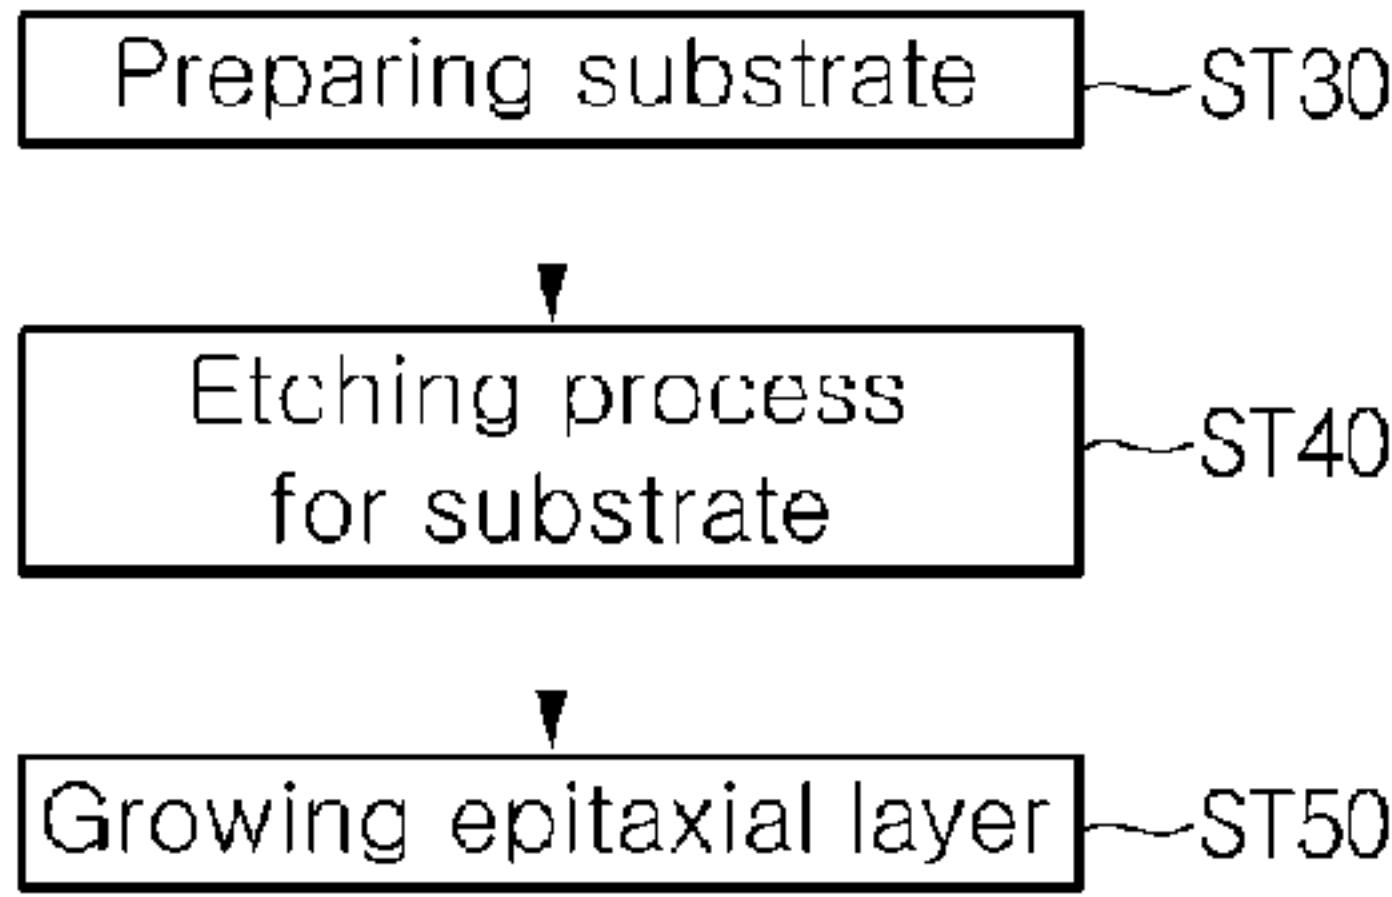 Preparing substrate ST30
Etching process
for substrate
ST40
Growing epitaxial layer ST50